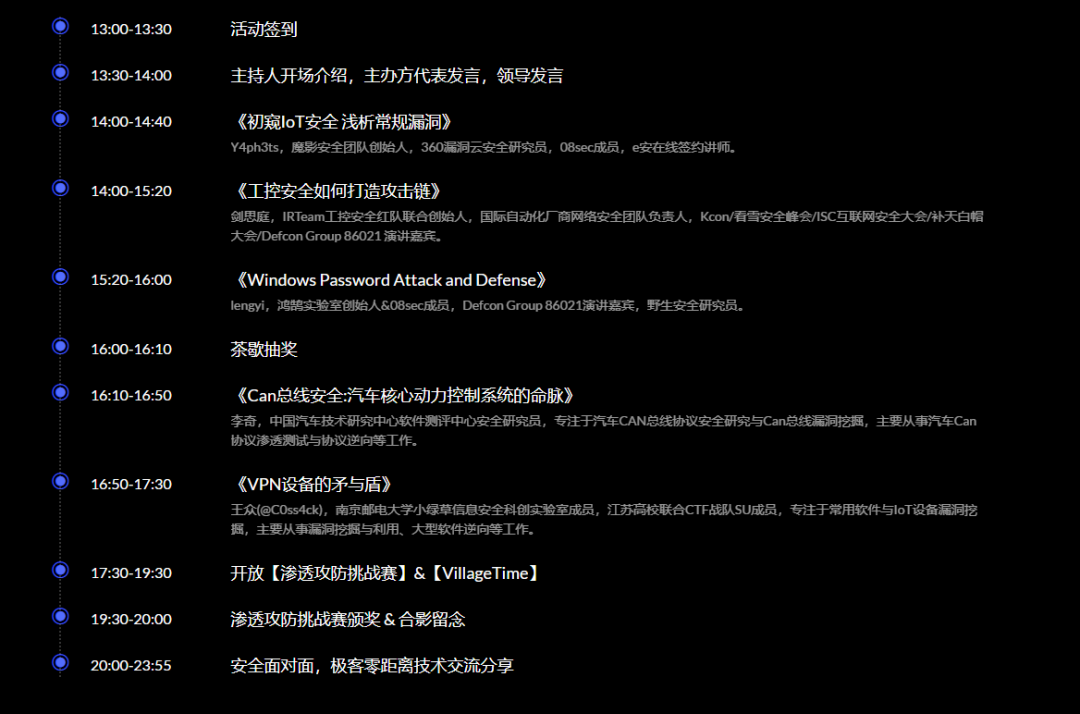 13:00-13:30 活动签到
13:30-14:00 主持人开场介绍，主办方代表发言，领导发言
14:00-14:40 《初窥IoT安全 浅析常规漏洞》
Y4ph3ts，魔影安全团队创始人，360漏洞云安全研究员，08sec成员，e安在线签约讲师。
14:00-15:20 《工控安全如何打造攻击链》
剑思庭，IRTeam工控安全红队联合创始人，国际自动化厂商网络安全团队负责人，Kcon/看雪安全峰会/ISC互联网安全大会/补天白帽
大会/Defcon Group 86021 演讲嘉宾。
15:20-16:00 《Windows Password Attack and Defense》
lengyi，鸿鹄实验室创始人&08sec成员，Defcon Group 86021演讲嘉宾，野生安全研究员。
16:00-16:10 茶歇抽奖
16:10-16:50 《Can总线安全:汽车核心动力控制系统的命脉》
李奇，中国汽车技术研究中心软件测评中心安全研究员，专注于汽车CAN总线协议安全研究与Can总线漏洞挖掘，主要从事汽车Can
协议渗透测试与协议逆向等工作。
16:50-17:30 《VPN设备的矛与盾》
王众(@C0ss4ck)，南京邮电大学小绿草信息安全科创实验室成员，江苏高校联合CTF战队SU成员，专注于常用软件与IoT设备漏洞挖
掘，主要从事漏洞挖掘与利用、大型软件逆向等工作。
17:30-19:30 开放【渗透攻防挑战赛】&【VillageTime】
19:30-20:00 渗透攻防挑战赛颁奖 & 合影留念
20:00-23:55 安全面对面，极客零距离技术交流分享